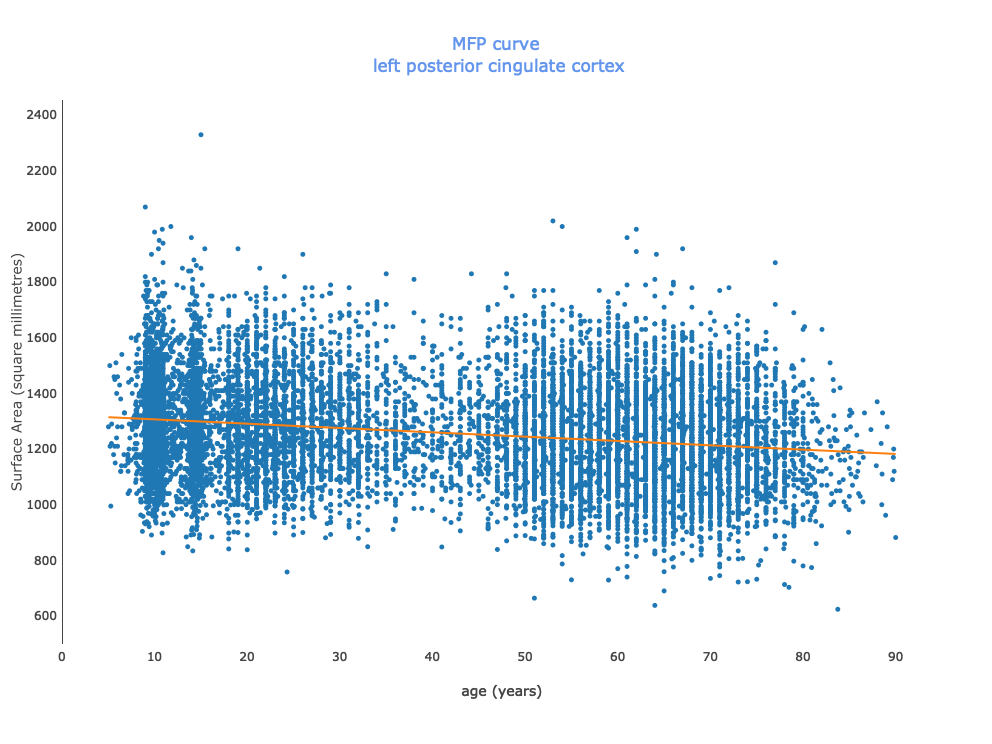 MFP curve
left posterior cingulate cortex
Surface Area (square millimetres)
2400
2200
2000
1800
1600
1400
1200
1000
800
600
0 10 20 30 40 50 60 70 80 90
age (years)